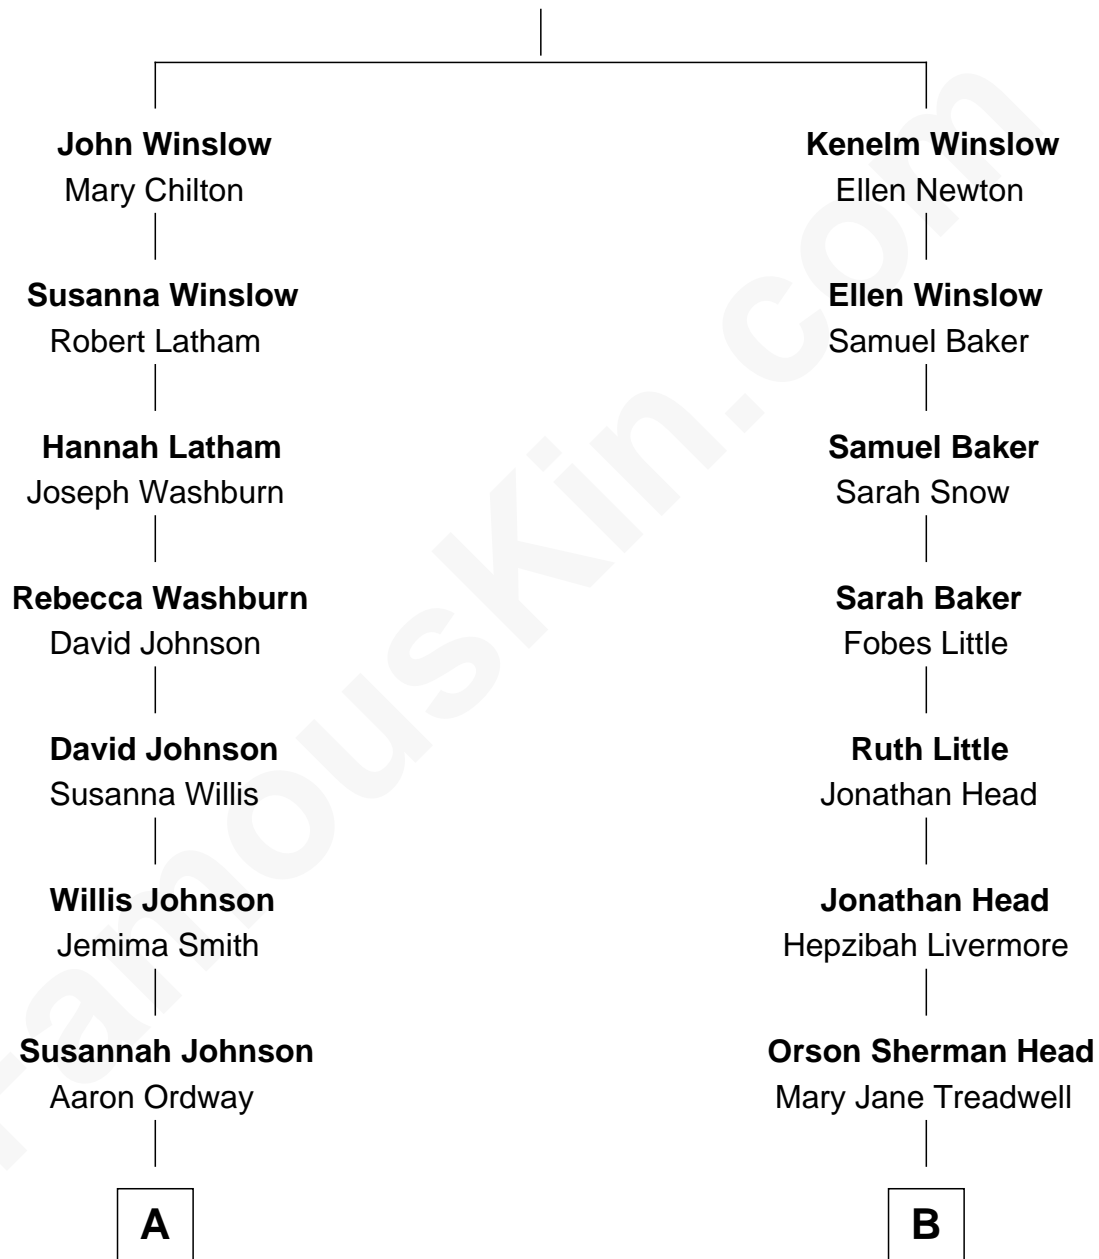 John Winslow
Mary Chilton
Kenelm Winslow
Ellen Newton
Susanna Winslow
Robert Latham
Ellen Winslow
Samuel Baker
Hannah Latham
Joseph Washburn
Samuel Baker
Sarah Snow
Rebecca Washburn
David Johnson
Sarah Baker
Fobes Little
David Johnson
Susanna Willis
Ruth Little
Jonathan Head
Willis Johnson
Jemima Smith
Jonathan Head
Hepzibah Livermore
Susannah Johnson
Aaron Ordway
Orson Sherman Head
Mary Jane Treadwell
A
B
FamousKin.com